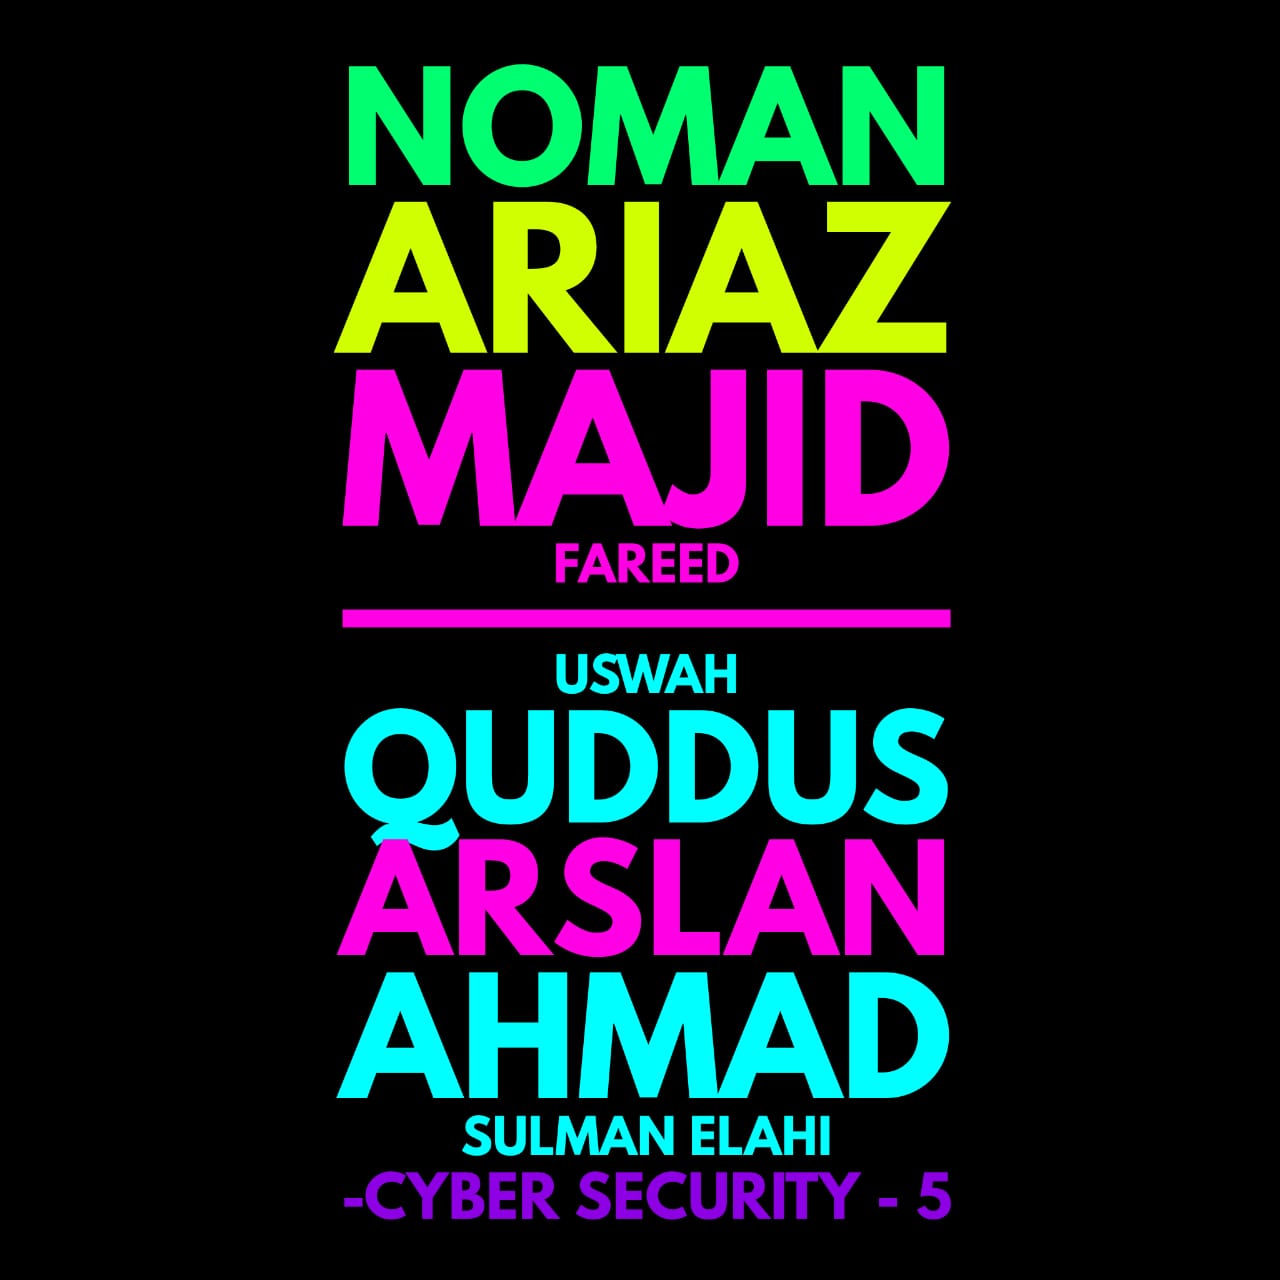 NOMAN
ARIAZ
MAJID
FAREED
USWAH
QUDDUS
ARSLAN
AHMAD
SULMAN ELAHI
-CYBER SECURITY - 5